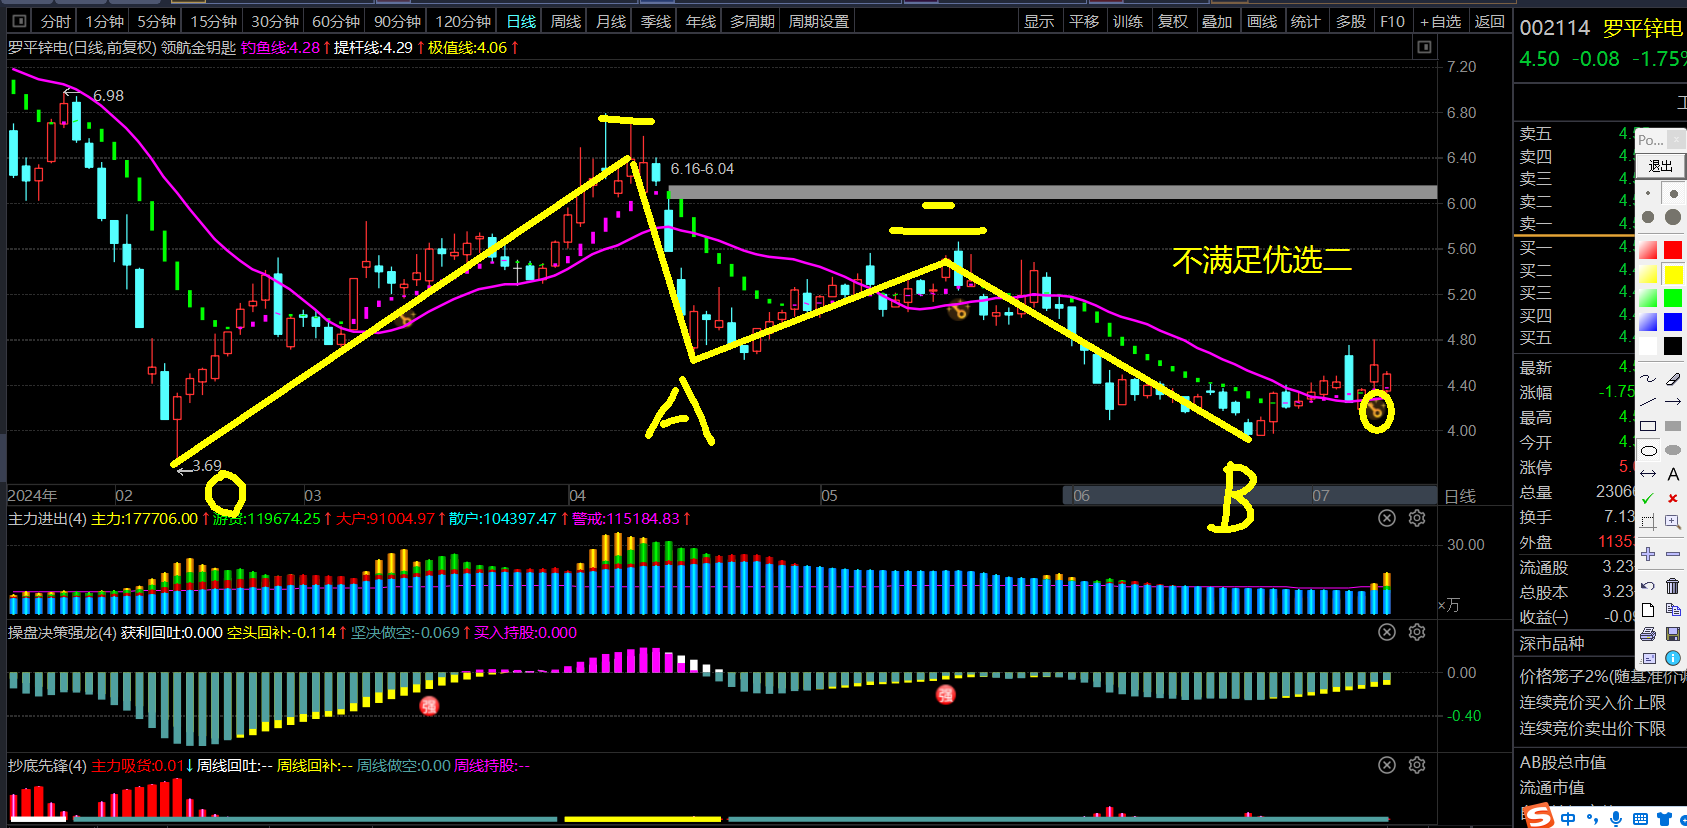 分时 1分钟 5分钟 15分钟 30分钟 60分钟 90分钟 120分钟 日线 周线 月线 季线 年线 多周期 周期设置 显示 平移 训练 复权 叠加 画线 统计 多股 F10 +自选 返回
002114 罗平锌电
4.50 -0.08 -1.75%
罗平锌电(日线,前复权) 领航金钥匙 钓鱼线:4.28↑ 提杆线:4.29↑ 极值线:4.06↑
7.20
6.98
6.80
6.40
6.16-6.04
6.00
5.60
不满足优选二
5.20
4.80
4.40
4.00
3.69
A
B
2024年 02 03 04 05 06 07 日线
主力进出(4) 主力:177706.00↑ 游资:119674.25↑ 大户:91004.97↑ 散户:104397.47↑ 警戒:115184.83↑
30.00
×万
操盘决策强龙(4) 获利回吐:0.000 空头回补:-0.114↑ 坚决做空:-0.069↑ 买入持股:0.000
0.00
强 强
-0.40
抄底先锋(4) 主力吸货:0.01↓ 周线回吐:-- 周线回补:-- 周线做空:0.00 周线持股:--
卖五
卖四
卖三
卖二
卖一
买一
买二
买三
买四
买五
最新
涨幅 -1.75
最高
今开
涨停
总量 2306
换手 7.13
外盘 1135
流通股 3.23
总股本 3.23
收益(一) -0.0
深市品种
价格笼子2%(随基准价
连续竞价买入价上限
连续竞价卖出价下限
AB股总市值
流通市值
Po...
退出
A
S 中